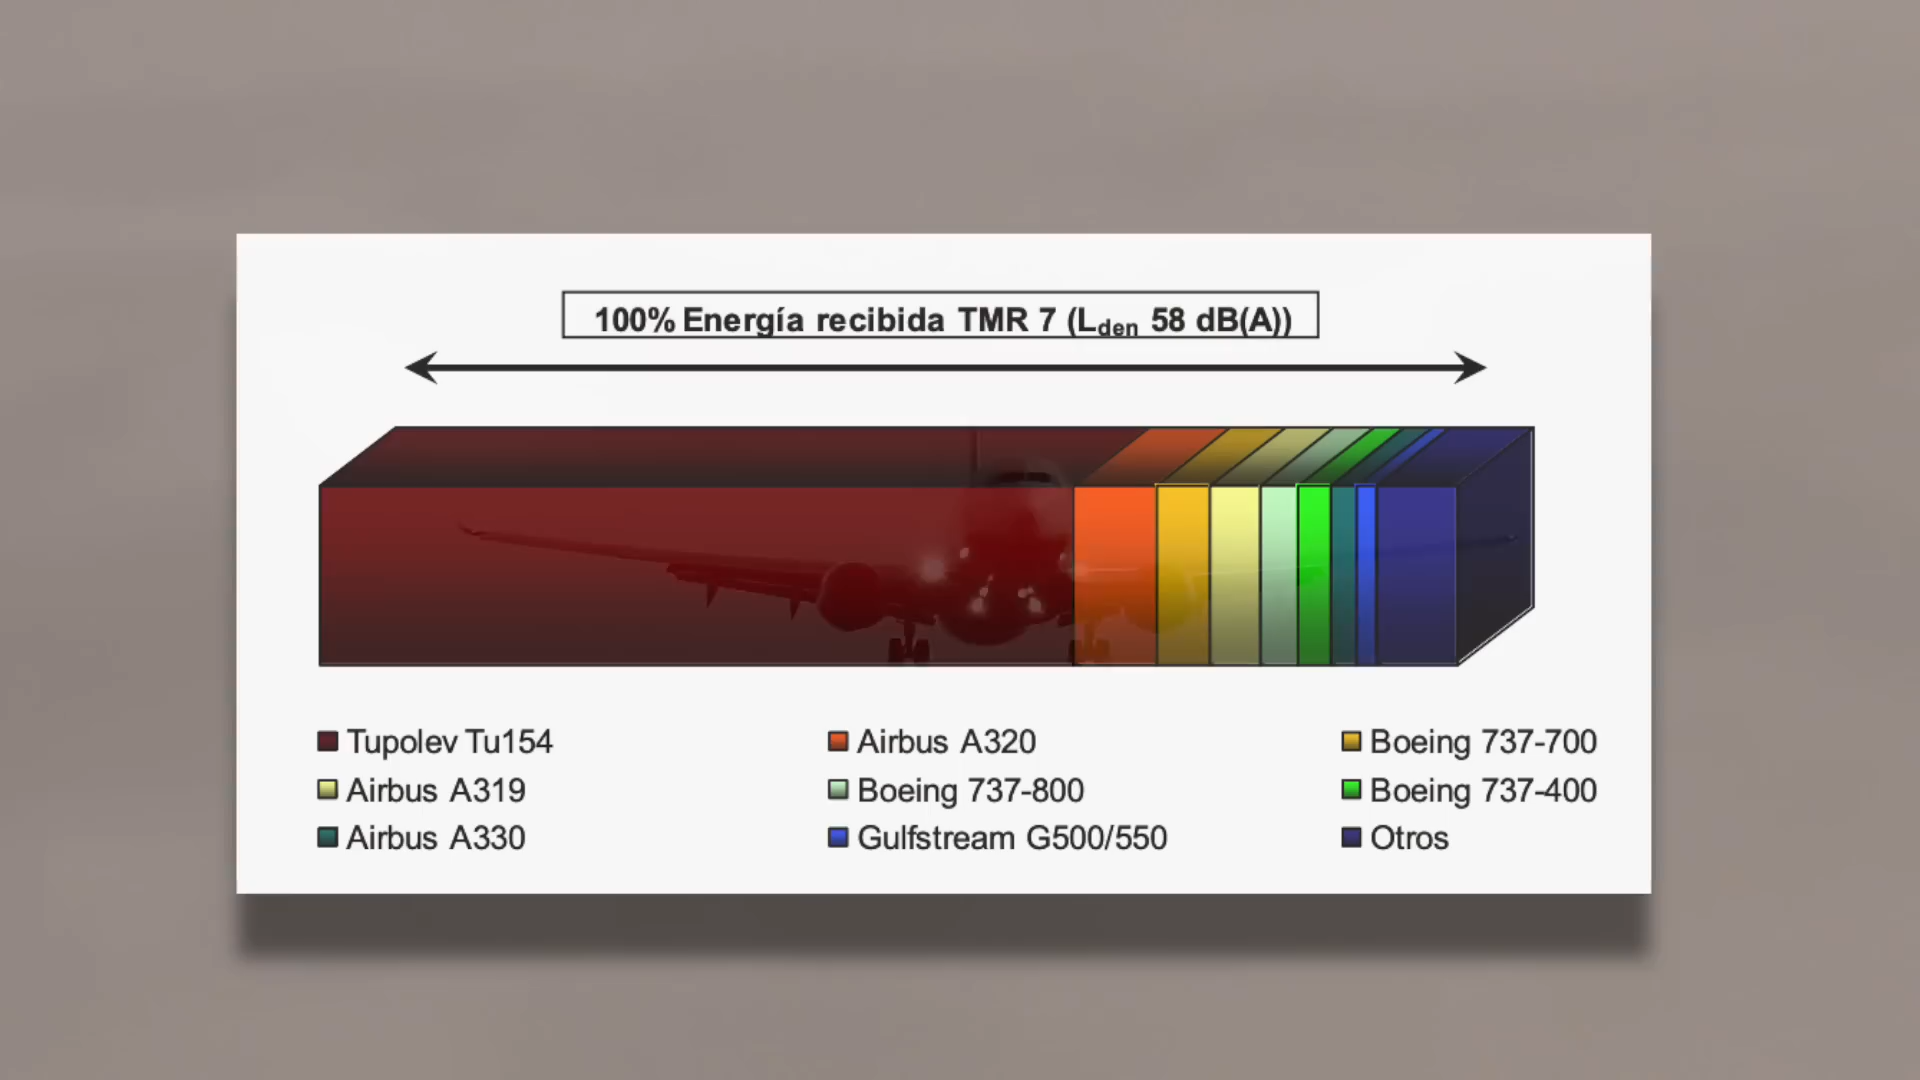 100% Energía recibida TMR 7 (Lden 58 dB(A))
Tupolev Tu154 Airbus A320 Boeing 737-700
Airbus A319 Boeing 737-800 Boeing 737-400
Airbus A330 Gulfstream G500/550 Otros